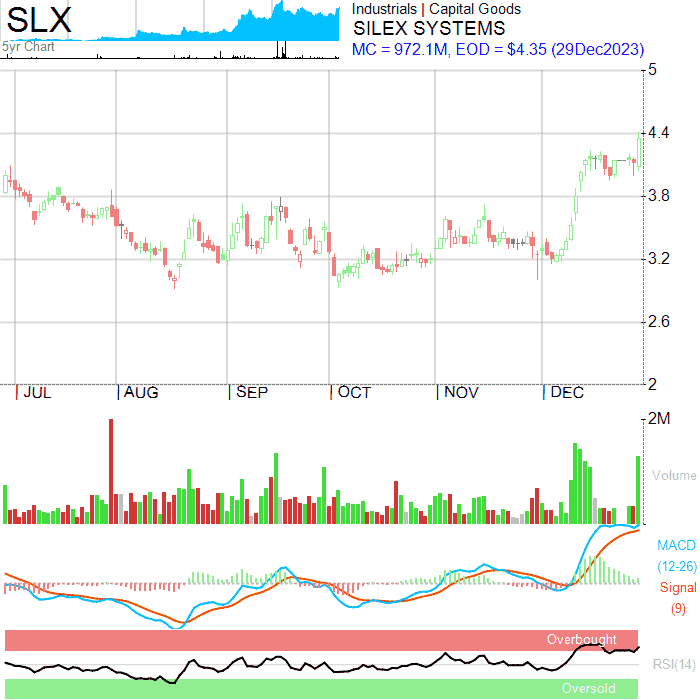 SLX
5yr Chart
Industrials | Capital Goods
SILEX SYSTEMS
MC = 972.1M, EOD = $4.35 (29Dec2023)
5
4.4
3.8
3.2
2.6
2
JUL AUG SEP OCT NOV DEC
2M
Volume
MACD
(12-26)
Signal
(9)
Overbought
RSI(14)
Oversold